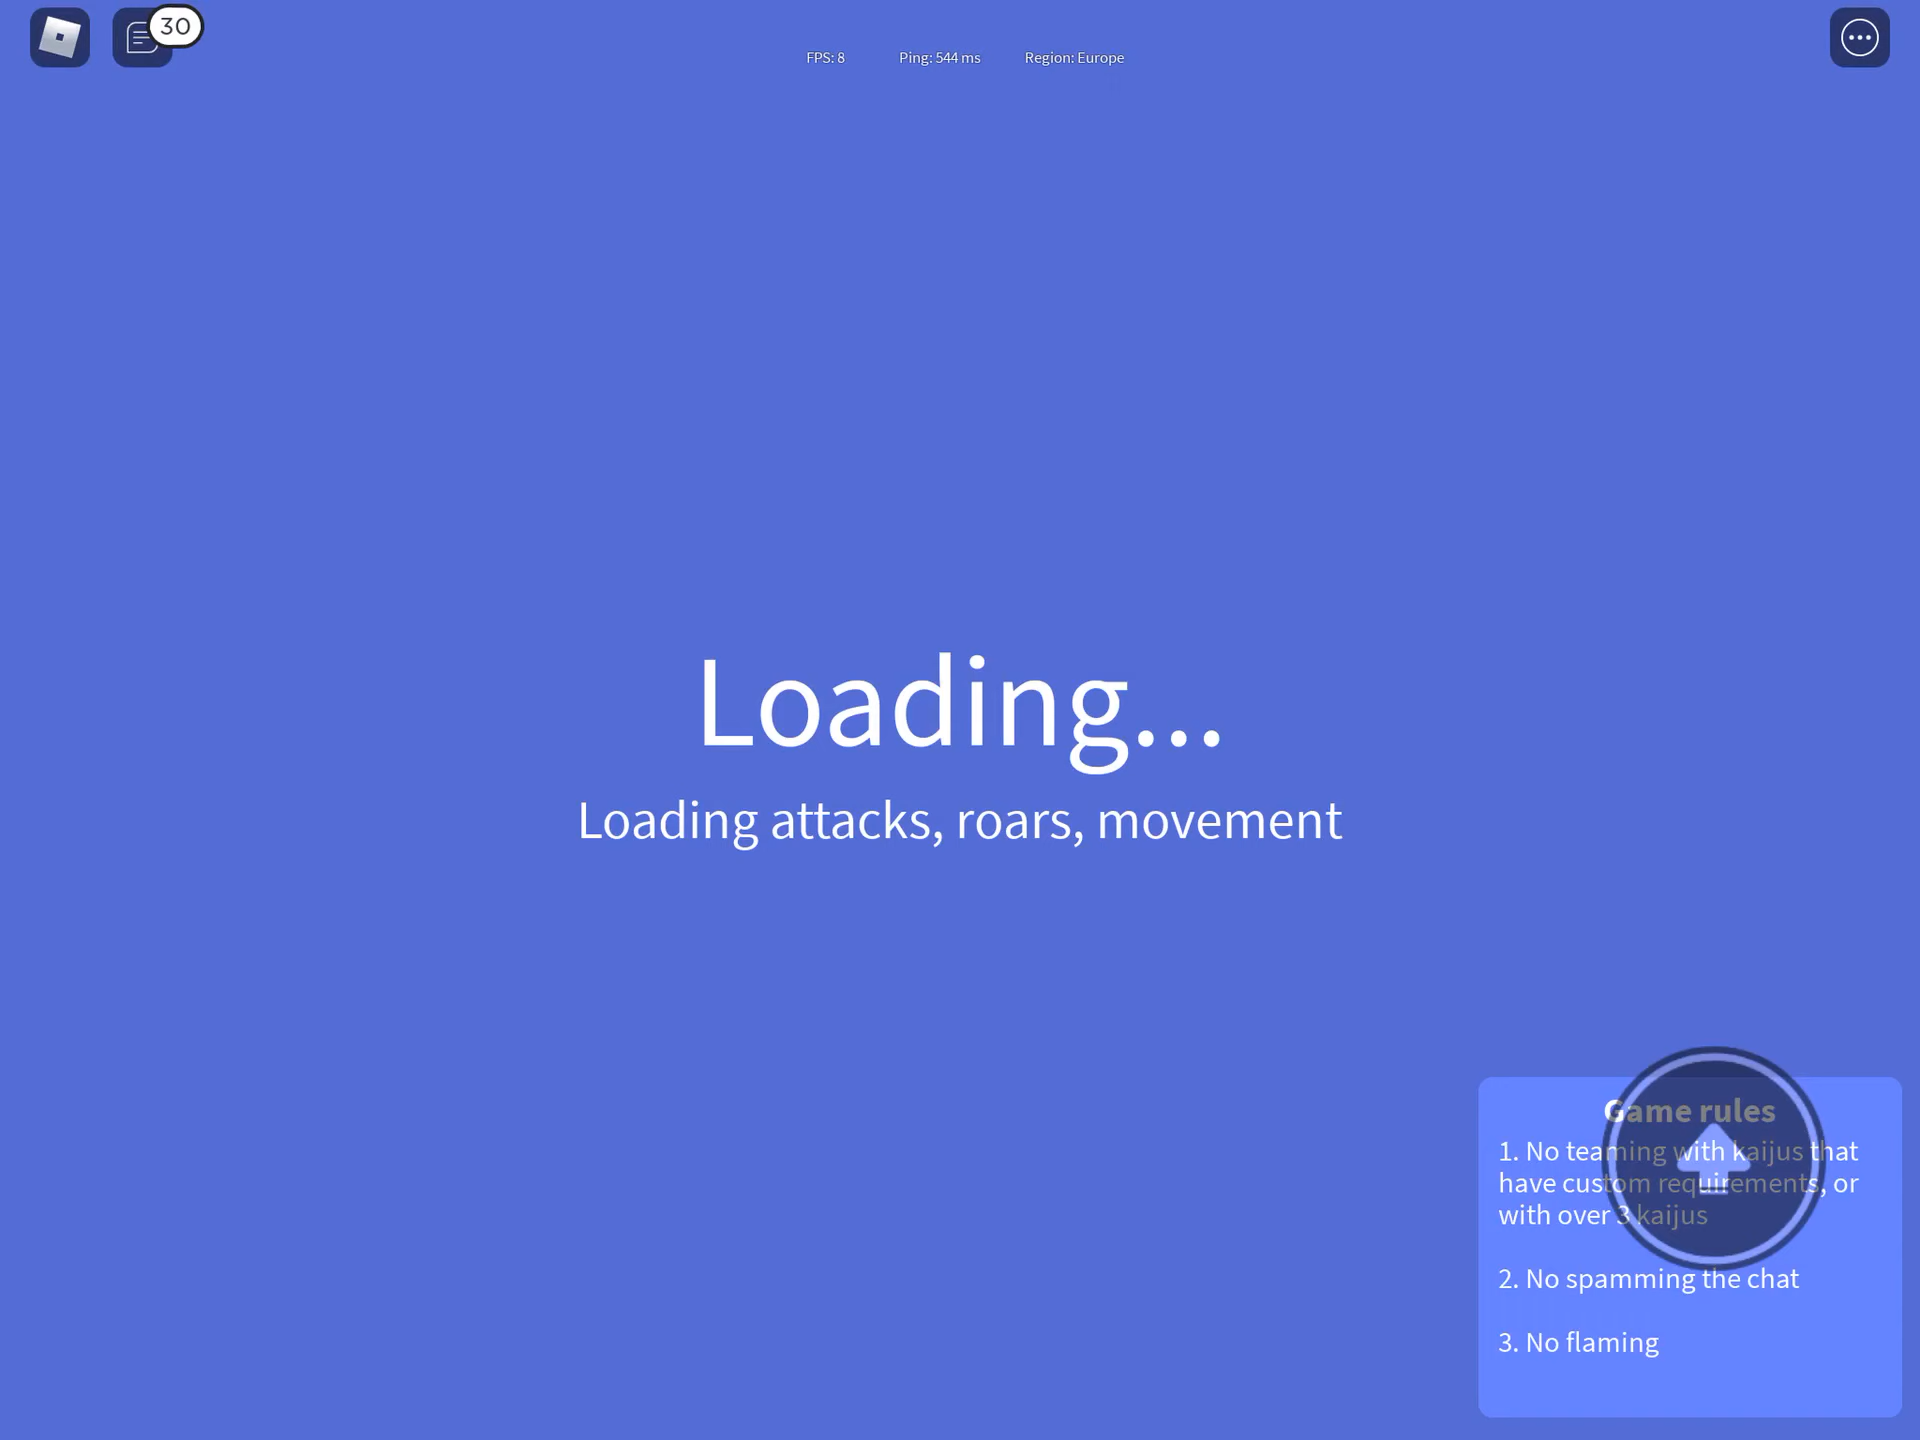 30
FPS: 8 Ping: 544 ms Region: Europe
Loading...
Loading attacks, roars, movement
Game rules
1. No teaming with kaijus that
have custom requirements, or
with over 3 kaijus
2. No spamming the chat
3. No flaming